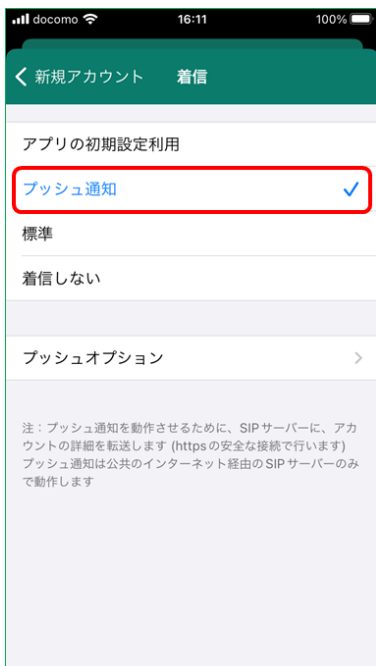 docomo 16:11 100%
新規アカウント 着信
アプリの初期設定利用
プッシュ通知
標準
着信しない
プッシュオプション
注：プッシュ通知を動作させるために、SIPサーバーに、アカ
ウントの詳細を転送します (httpsの安全な接続で行います)
プッシュ通知は公共のインターネット経由のSIPサーバーのみ
で動作します